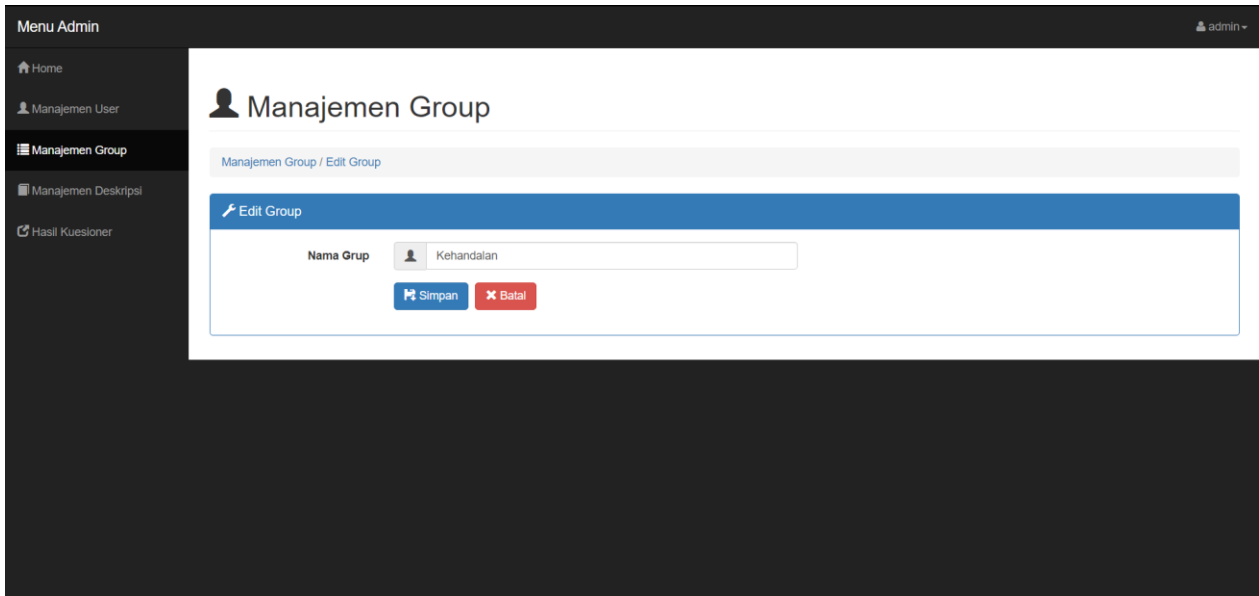 Menu Admin
admin
Home
Manajemen User
Manajemen Group
Manajemen Deskripsi
Hasil Kuesioner
Manajemen Group
Manajemen Group / Edit Group
Edit Group
Nama Grup
Kehandalan
Simpan
Batal